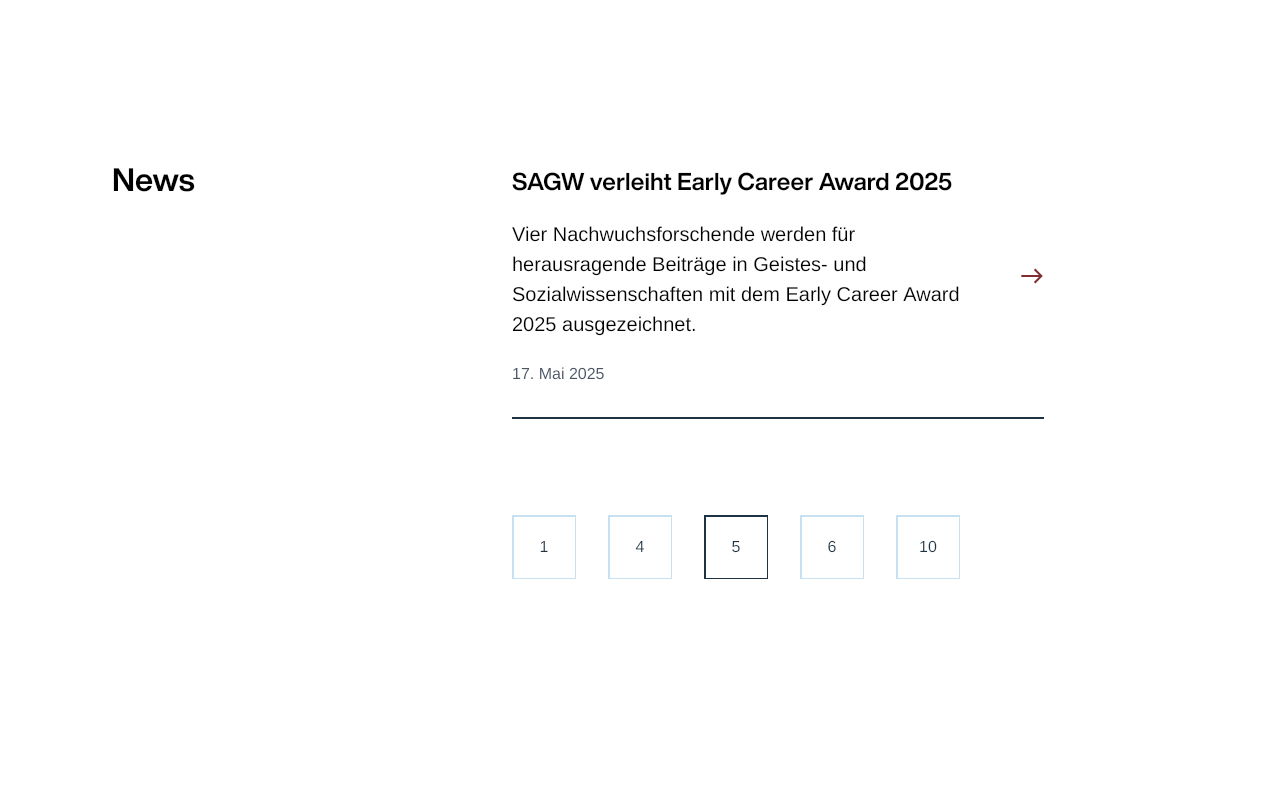 News
SAGW verleiht Early Career Award 2025
Vier Nachwuchsforschende werden für
herausragende Beiträge in Geistes- und
Sozialwissenschaften mit dem Early Career Award
2025 ausgezeichnet.
17. Mai 2025
1 4 5 6 10